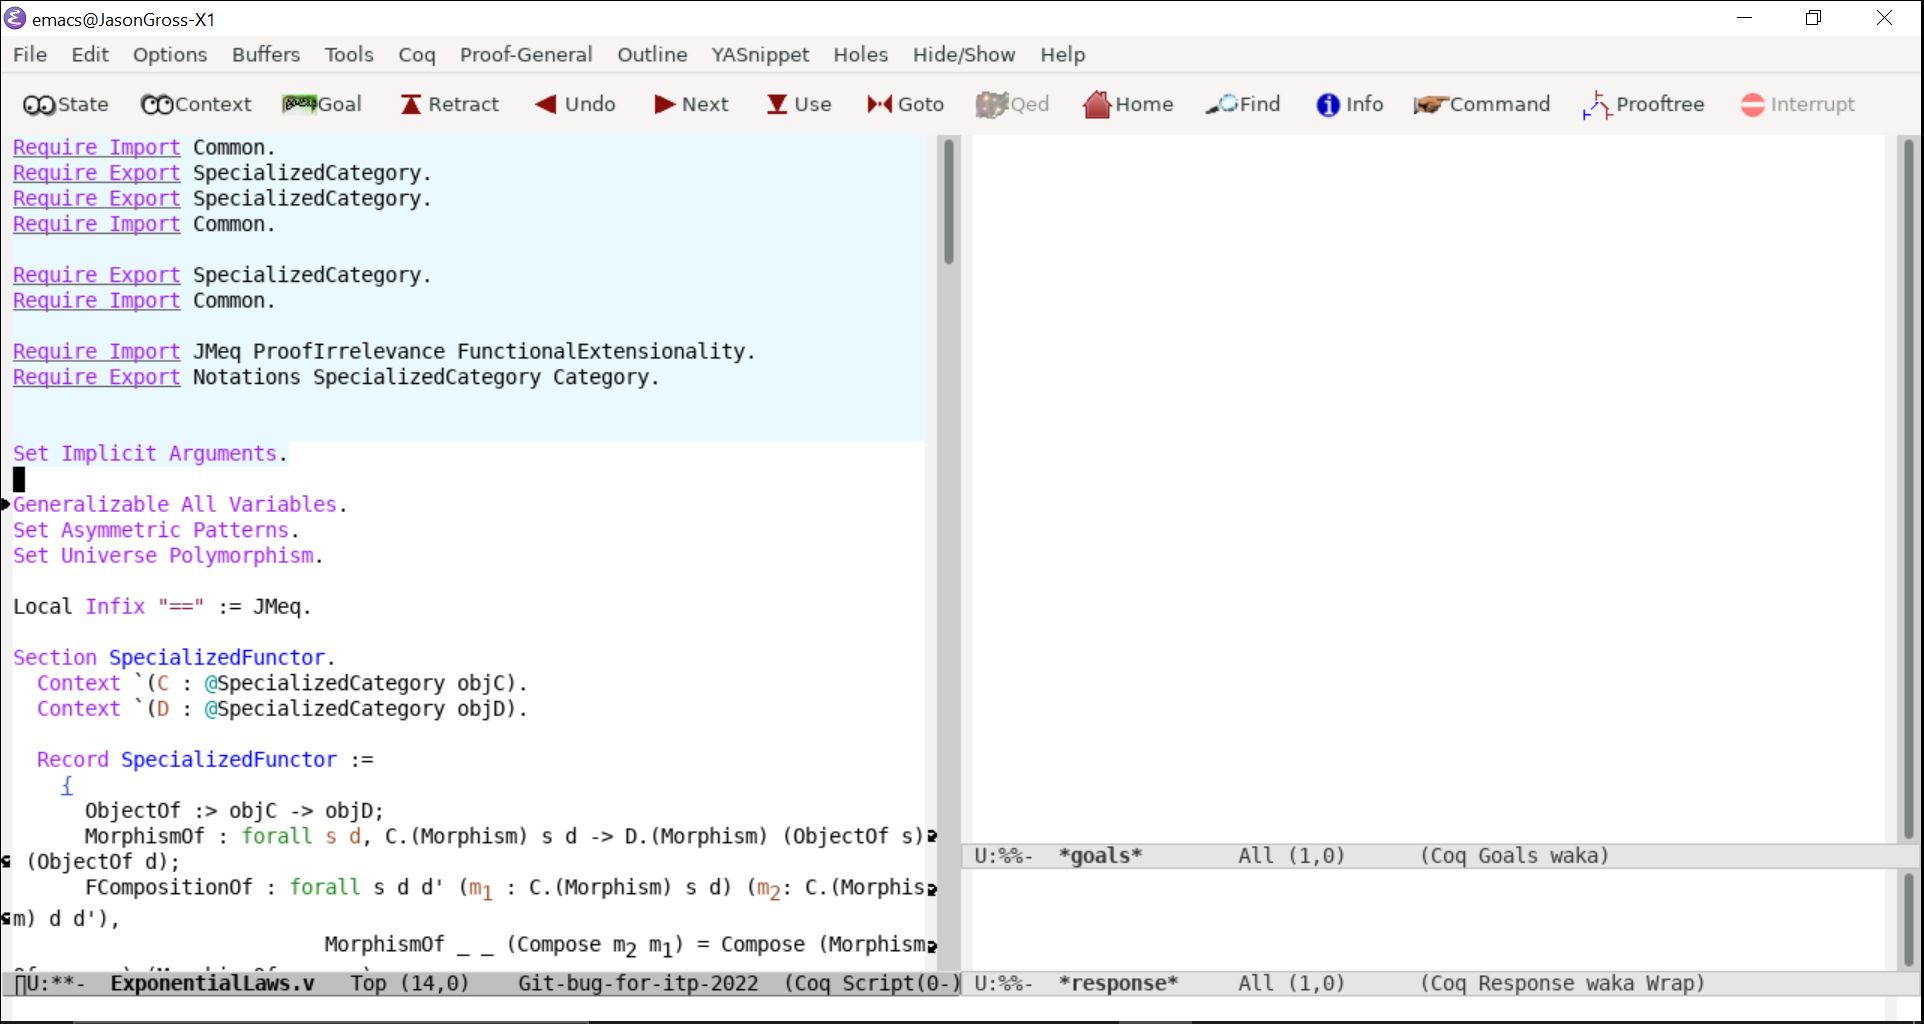 emacs@JasonGross-X1
File Edit Options Buffers Tools Coq Proof-General Outline YASnippet Holes Hide/Show Help
State Context Goal Retract Undo Next Use Goto Qed Home Find Info Command Prooftree Interrupt
Require Import Common.
Require Export SpecializedCategory.
Require Export SpecializedCategory.
Require Import Common.
Require Export SpecializedCategory.
Require Import Common.
Require Import JMeq ProofIrrelevance FunctionalExtensionality.
Require Export Notations SpecializedCategory Category.
Set Implicit Arguments.
Generalizable All Variables.
Set Asymmetric Patterns.
Set Universe Polymorphism.
Local Infix "==" := JMeq.
Section SpecializedFunctor.
Context `(C : @SpecializedCategory objC).
Context `(D : @SpecializedCategory objD).
Record SpecializedFunctor :=
{
ObjectOf :> objC -> objD;
MorphismOf : forall s d, C.(Morphism) s d -> D.(Morphism) (ObjectOf s)
(ObjectOf d);
FCompositionOf : forall s d d' (m1 : C.(Morphism) s d) (m2: C.(Morphis
m) d d'),
MorphismOf _ _ (Compose m2 m1) = Compose (Morphism
U:**- ExponentialLaws.v Top (14,0) Git-bug-for-itp-2022 (Coq Script(0-)
U:%%- *goals* All (1,0) (Coq Goals waka)
U:%%- *response* All (1,0) (Coq Response waka Wrap)